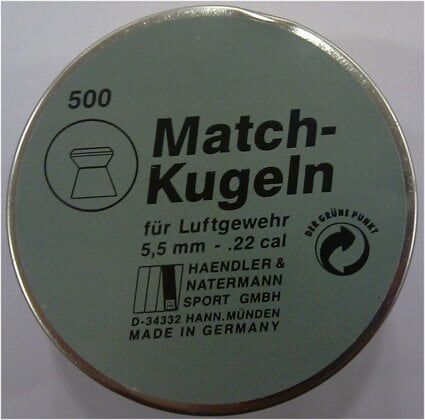 500
Match-
Kugeln
für Luftgewehr
5,5 mm - .22 cal
DER GRÜNE PUNKT
HAENDLER &
NATERMANN
SPORT GMBH
D-34332 HANN. MÜNDEN
MADE IN GERMANY